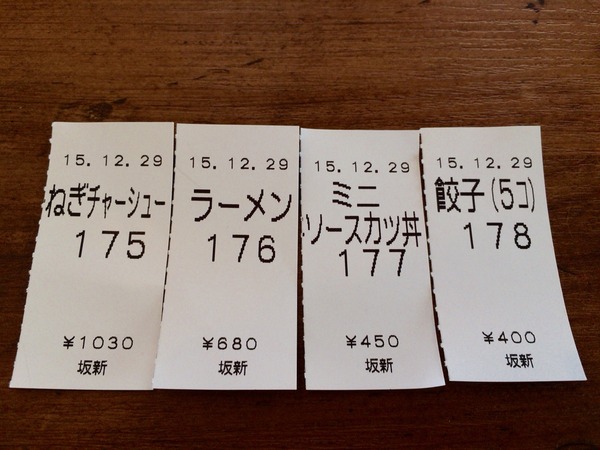 15.12.29
ねぎチャーシュー
175
¥1030
坂新
15.12.29
ラーメン
176
¥680
坂新
15.12.29
ミニ
ソースカツ丼
177
¥450
坂新
15.12.29
餃子(5コ)
178
¥400
坂新